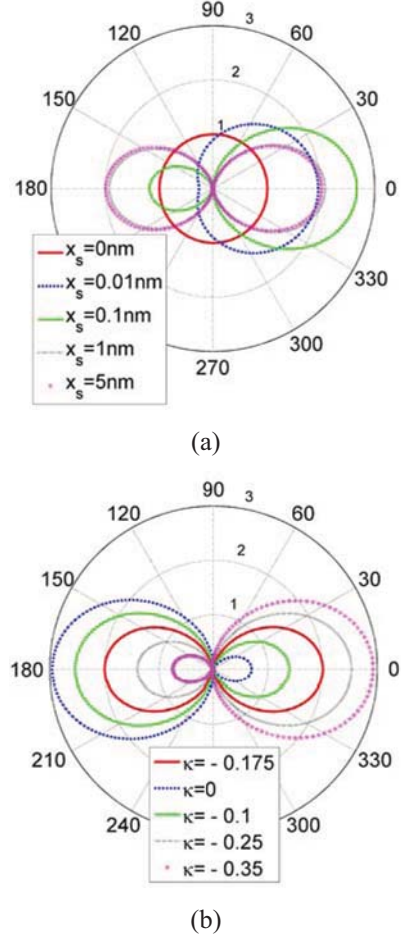 90
3
120
60
2
150
30
1
180
0
x_s=0nm
x_s=0.01nm
x_s=0.1nm
x_s=1nm
x_s=5nm
330
300
270
(a)
90
3
120
60
2
150
30
1
180
0
210
330
240
300
κ= - 0.175
κ=0
κ= - 0.1
κ= - 0.25
κ= - 0.35
(b)